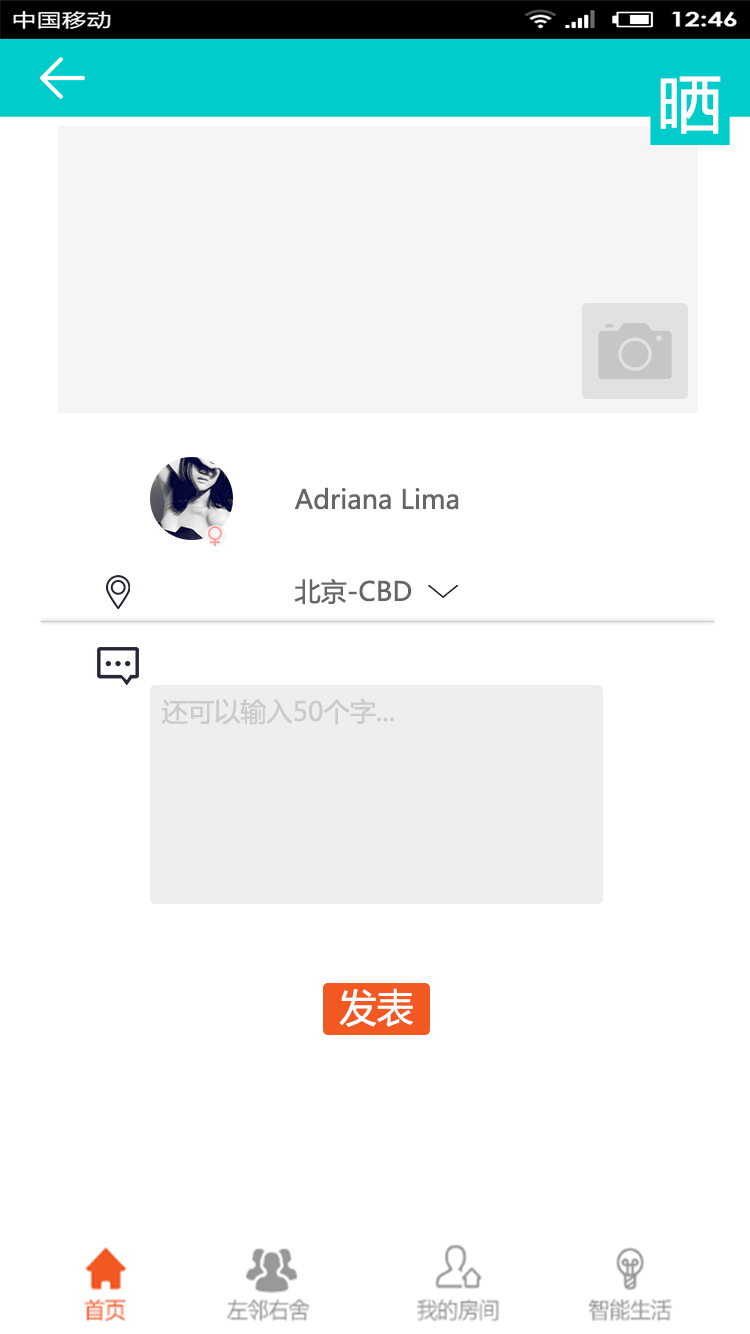 中国移动 12:46
晒
Adriana Lima
北京-CBD
还可以输入50个字...
发表
首页 左邻右舍 我的房间 智能生活